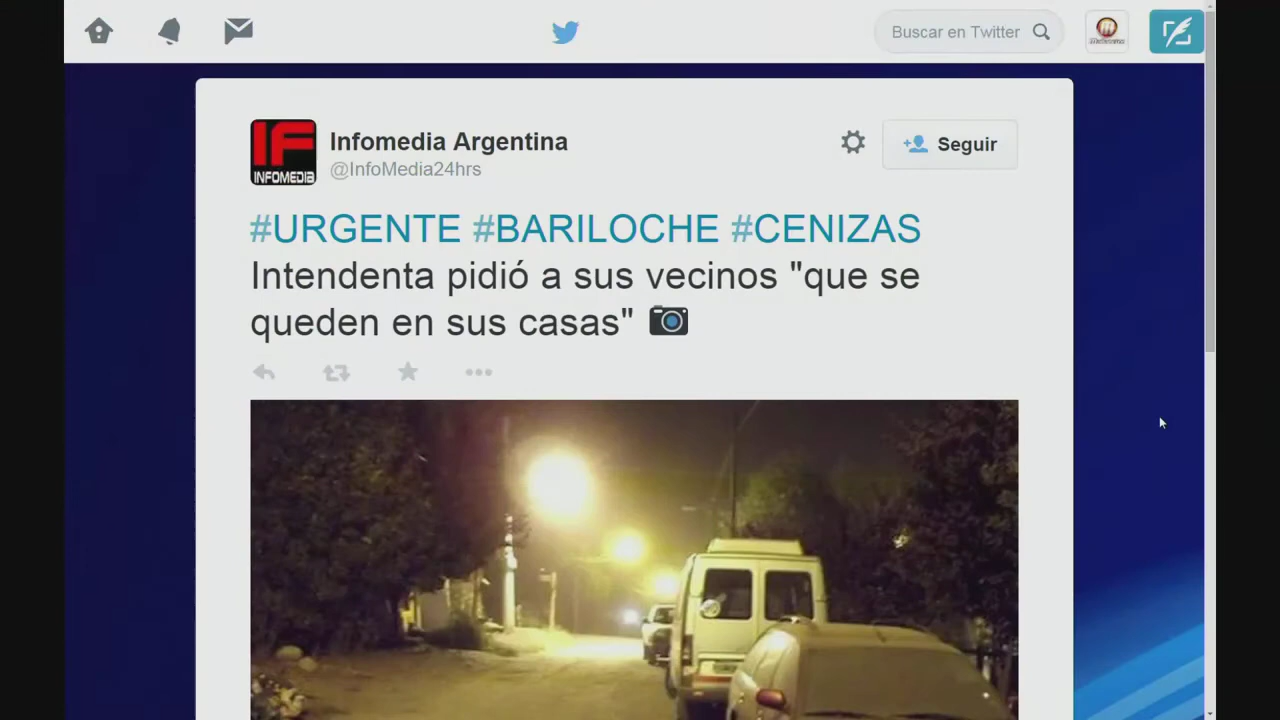 Buscar en Twitter
IF
INFOMEDIA
Infomedia Argentina
@InfoMedia24hrs
Seguir
#URGENTE #BARILOCHE #CENIZAS
Intendenta pidió a sus vecinos "que se
queden en sus casas"